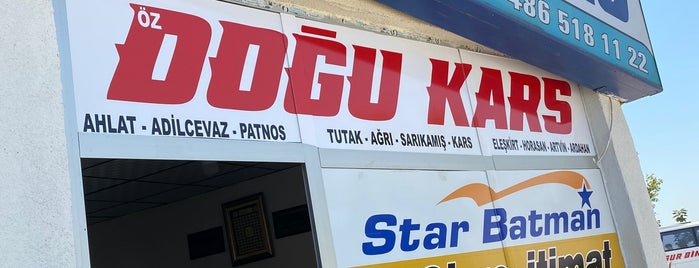 486 518 11 22
ÖZ
DOĞU KARS
AHLAT - ADİLCEVAZ - PATNOS
TUTAK - AĞRI - SARIKAMIŞ - KARS
ELEŞKİRT - HORASAN - ARTVİN - ARDAHAN
Star Batman
itimat